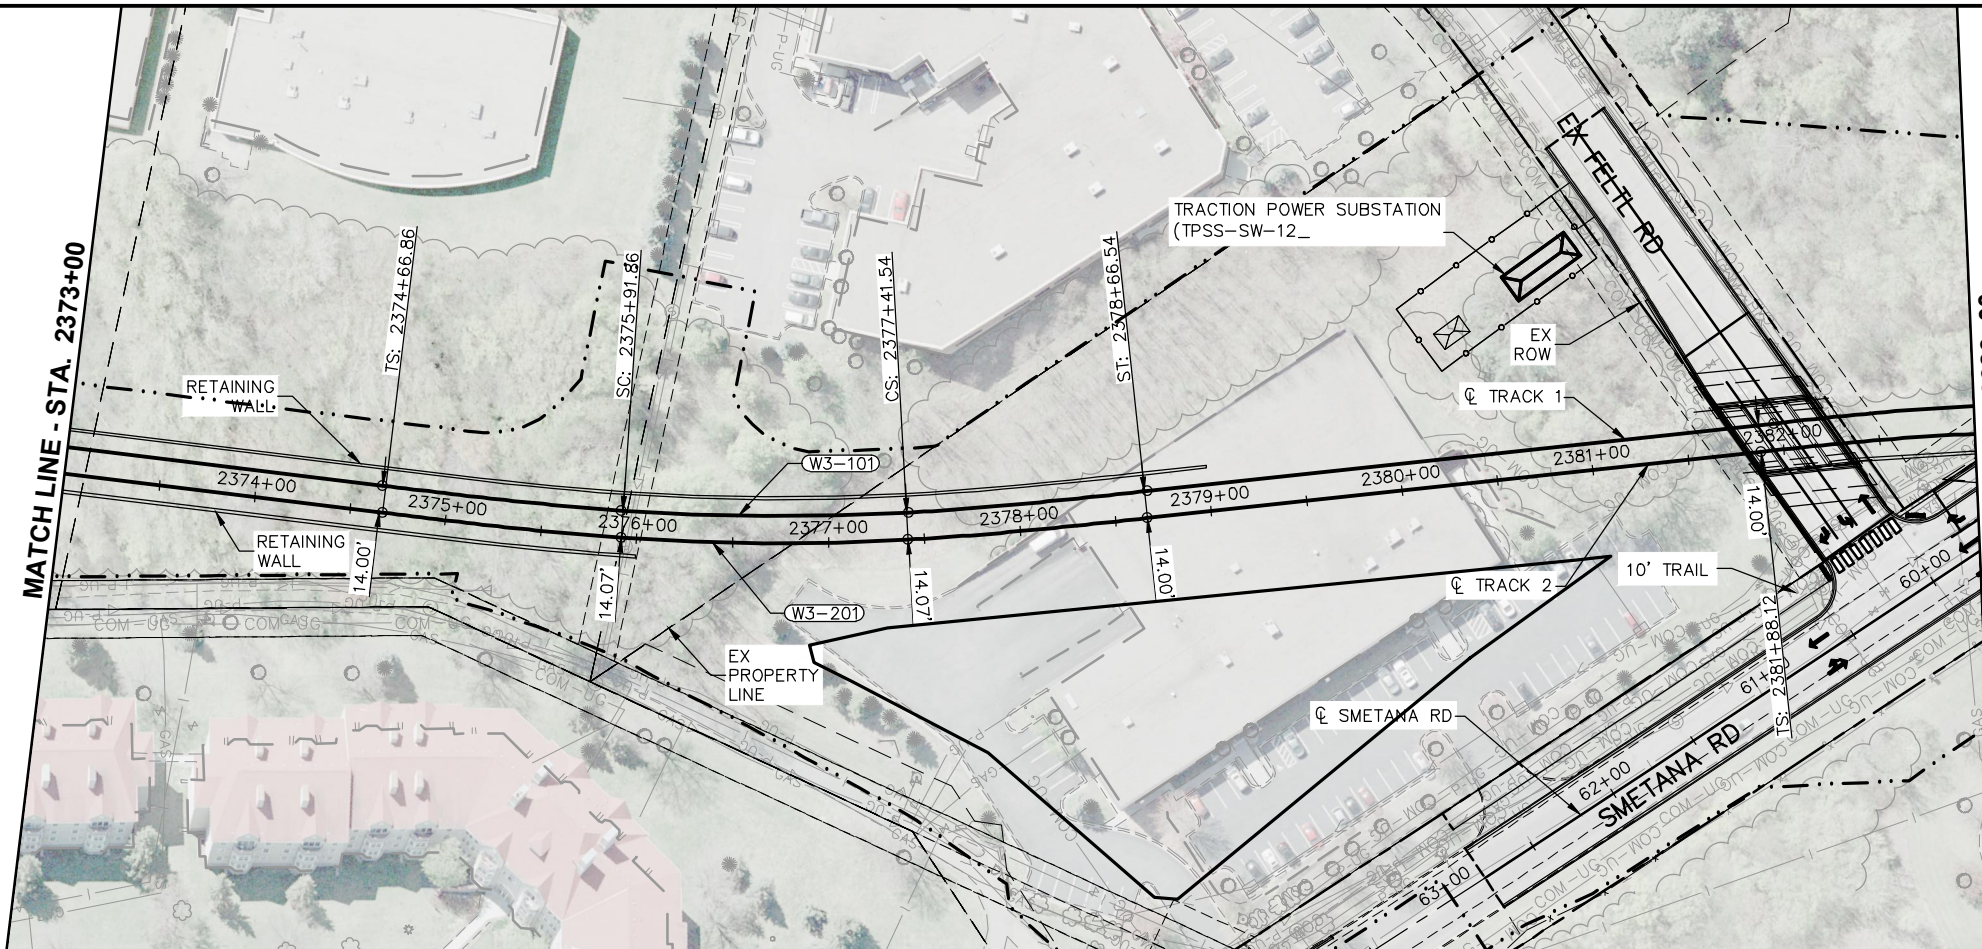 MATCH LINE - STA. 2373+00
TS: 2374+66.86
SC: 2375+91.86
CS: 2377+41.54
ST: 2378+66.54
TRACTION POWER SUBSTATION
(TPSS-SW-12_
EX FELTL RD
EX
ROW
℄ TRACK 1
RETAINING
WALL
W3-101
2374+00
2375+00
2376+00
2377+00
2378+00
2379+00
2380+00
2381+00
2382+00
RETAINING
WALL
14.00'
14.07'
14.07'
14.00'
14.00'
W3-201
℄ TRACK 2
10' TRAIL
EX
PROPERTY
LINE
℄ SMETANA RD
TS: 2381+88.12
60+00
62+00
63+00
SMETANA RD
P-UG
COM-UG
GAS